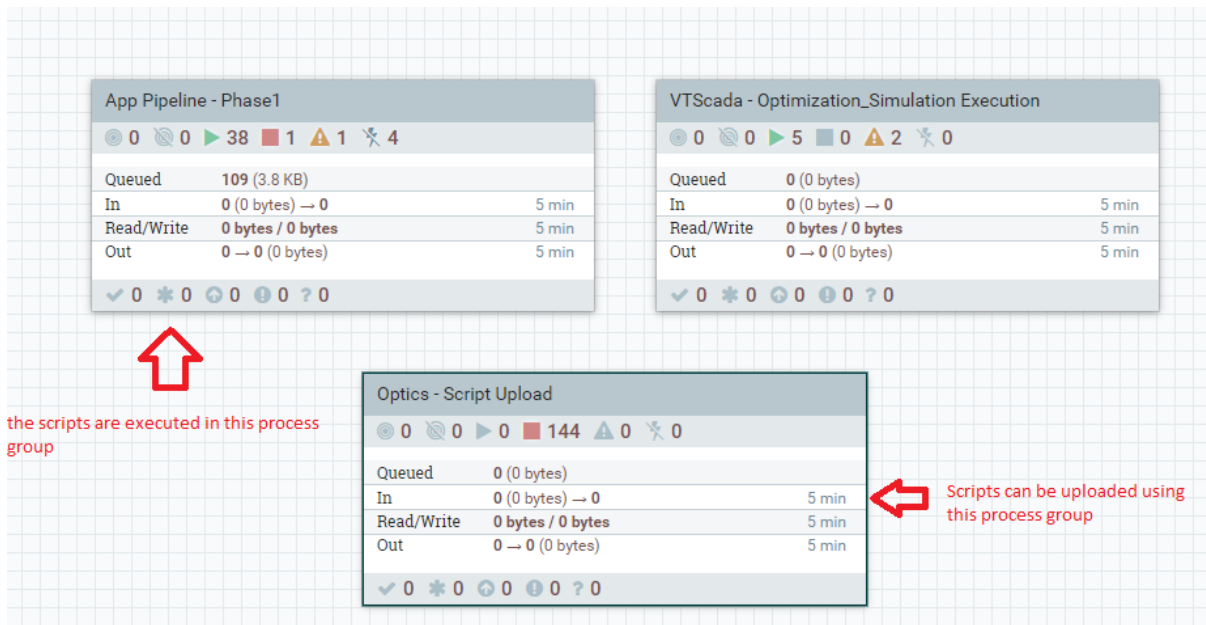 App Pipeline - Phase1
0 0 38 1 1 4
Queued 109 (3.8 KB)
In 0 (0 bytes) → 0 5 min
Read/Write 0 bytes / 0 bytes 5 min
Out 0 → 0 (0 bytes) 5 min
0 0 0 0 ? 0
VTScada - Optimization_Simulation Execution
0 0 5 0 2 0
Queued 0 (0 bytes)
In 0 (0 bytes) → 0 5 min
Read/Write 0 bytes / 0 bytes 5 min
Out 0 → 0 (0 bytes) 5 min
0 0 0 0 ? 0
the scripts are executed in this process
group
Optics - Script Upload
0 0 0 144 0 0
Queued 0 (0 bytes)
In 0 (0 bytes) → 0 5 min
Read/Write 0 bytes / 0 bytes 5 min
Out 0 → 0 (0 bytes) 5 min
0 0 0 0 ? 0
Scripts can be uploaded using
this process group